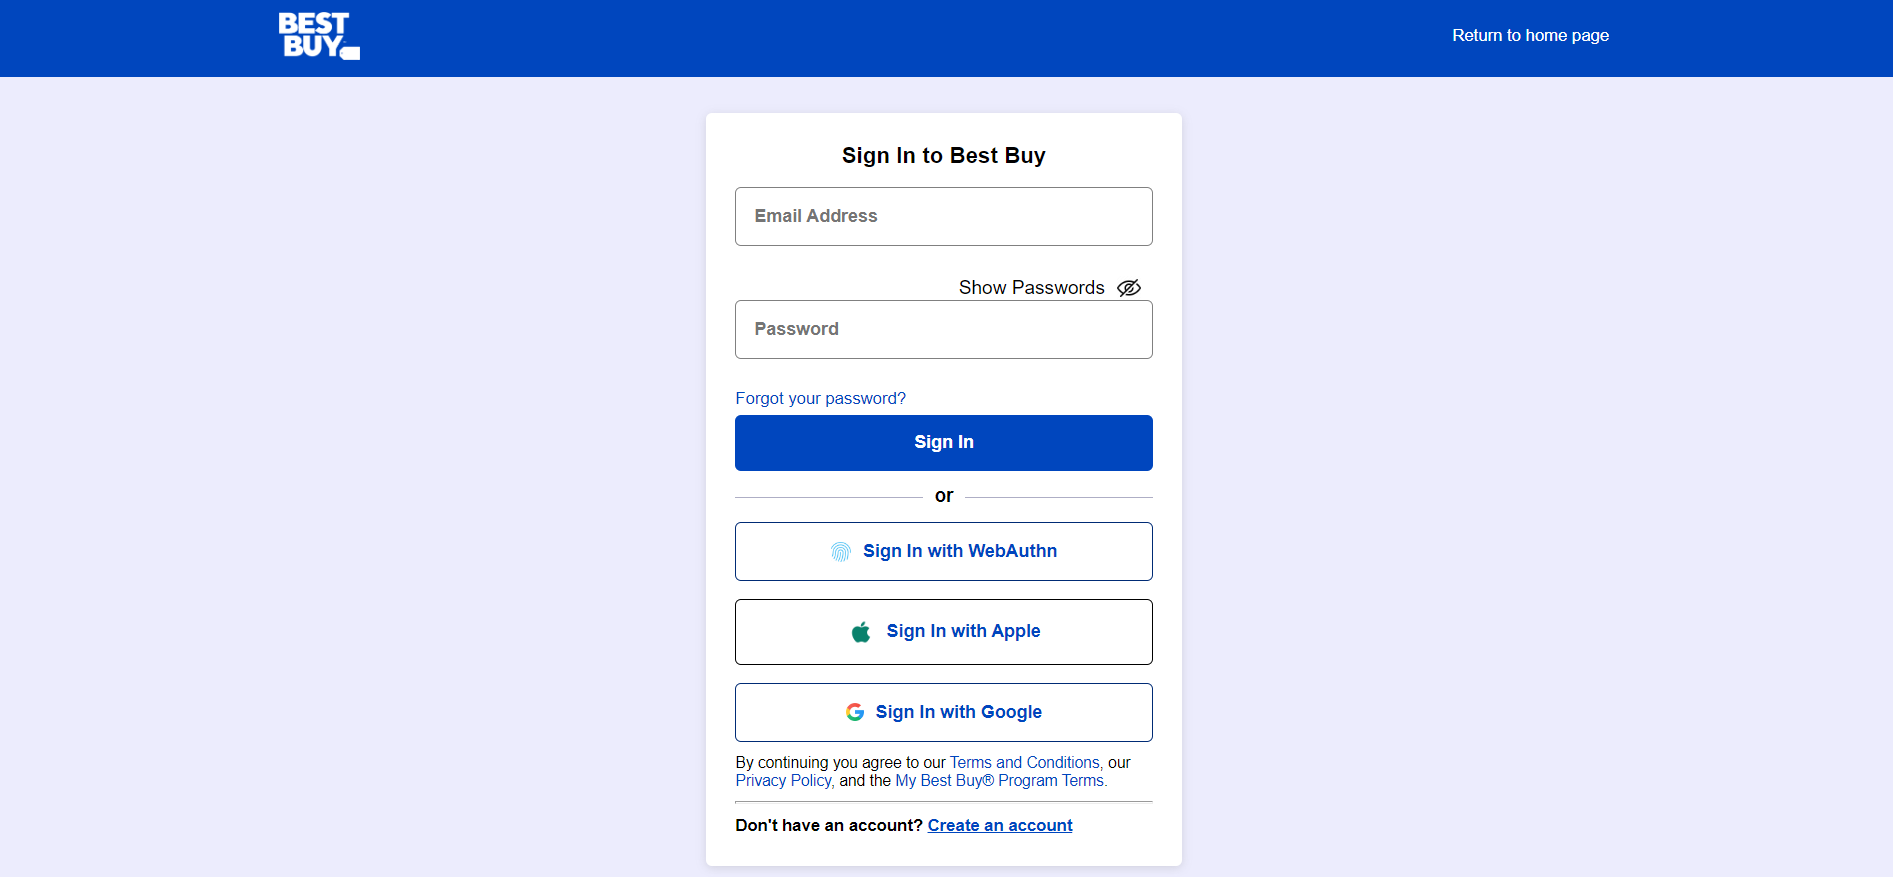 BEST
BUY
Return to home page
Sign In to Best Buy
Email Address
Show Passwords
Password
Forgot your password?
Sign In
or
Sign In with WebAuthn
Sign In with Apple
Sign In with Google
By continuing you agree to our Terms and Conditions, our
Privacy Policy, and the My Best Buy® Program Terms.
Don't have an account? Create an account